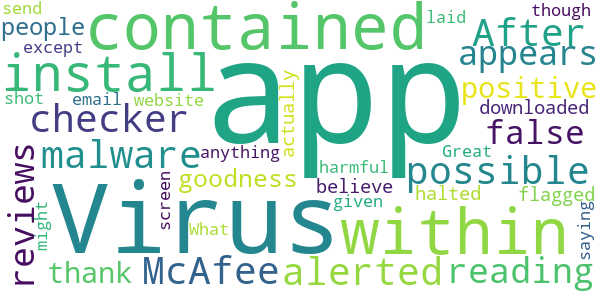 send contained laid After though
people appears
except install app positive
shot email website downloaded
checker actually false
malware anything harmful Great possible
reviews goodness believe halted flagged
might Virus screen What given within saying
thank McAfee alerted reading